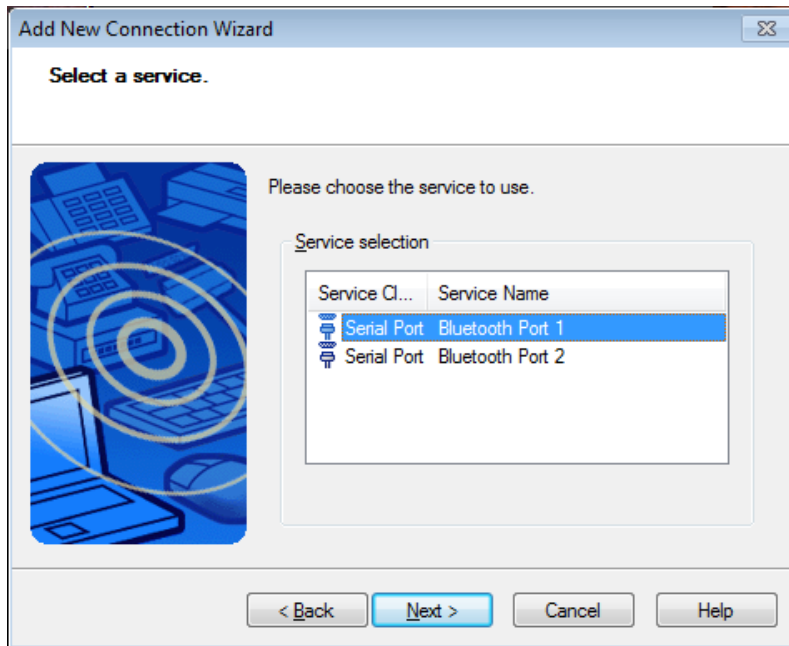 Add New Connection Wizard
Select a service.
Please choose the service to use.
Service selection
Service Cl... Service Name
Serial Port Bluetooth Port 1
Serial Port Bluetooth Port 2
< Back Next > Cancel Help